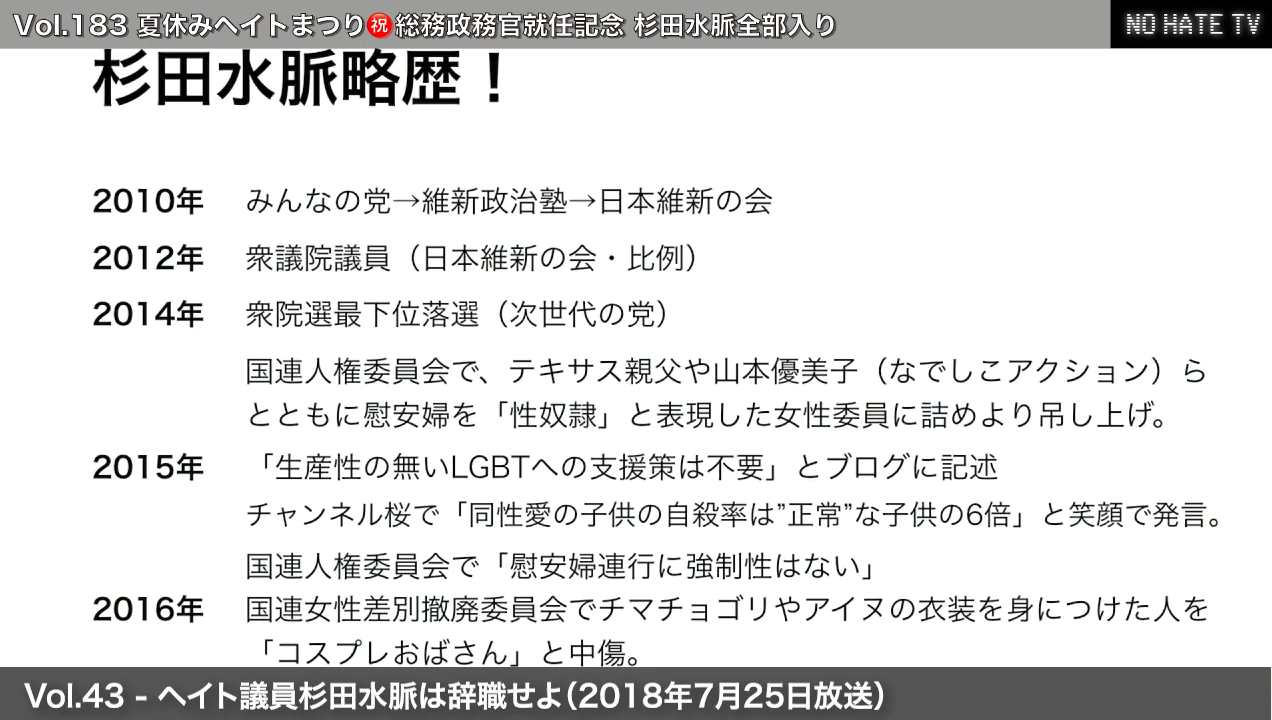 Vol.183 夏休みヘイトまつり㊗総務政務官就任記念 杉田水脈全部入り
NO HATE TV
杉田水脈略歴！
2010年 みんなの党→維新政治塾→日本維新の会
2012年 衆議院議員（日本維新の会・比例）
2014年 衆院選最下位落選（次世代の党）
国連人権委員会で、テキサス親父や山本優美子（なでしこアクション）ら
とともに慰安婦を「性奴隷」と表現した女性委員に詰めより吊し上げ。
2015年 「生産性の無いLGBTへの支援策は不要」とブログに記述
チャンネル桜で「同性愛の子供の自殺率は”正常”な子供の6倍」と笑顔で発言。
国連人権委員会で「慰安婦連行に強制性はない」
2016年 国連女性差別撤廃委員会でチマチョゴリやアイヌの衣装を身につけた人を
「コスプレおばさん」と中傷。
Vol.43 - ヘイト議員杉田水脈は辞職せよ（2018年7月25日放送）